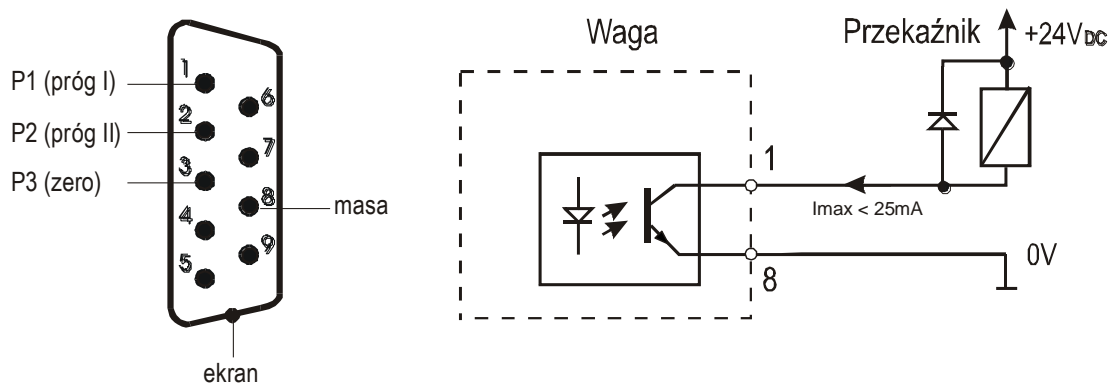 P1 (próg I)
P2 (próg II)
P3 (zero)
1
2
3
4
5
6
7
8
9
masa
ekran
Waga
Przekaźnik
+24VDC
1
Imax < 25mA
8
0V